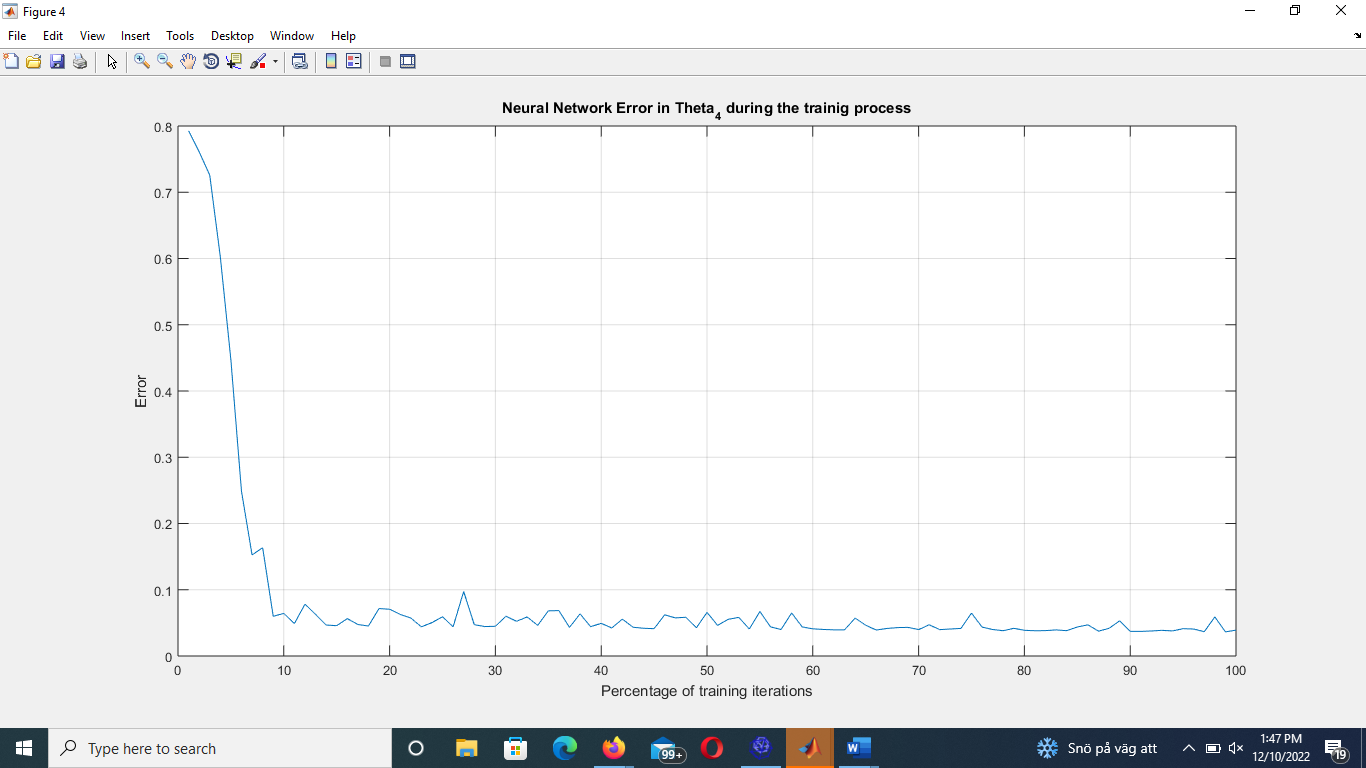 Figure 4
File Edit View Insert Tools Desktop Window Help
Neural Network Error in Theta4 during the trainig process
0.8
0.7
0.6
0.5
0.4
0.3
0.2
0.1
0
Error
0 10 20 30 40 50 60 70 80 90 100
Percentage of training iterations
Type here to search
99+
W
Snö på väg att
1:47 PM
12/10/2022
19